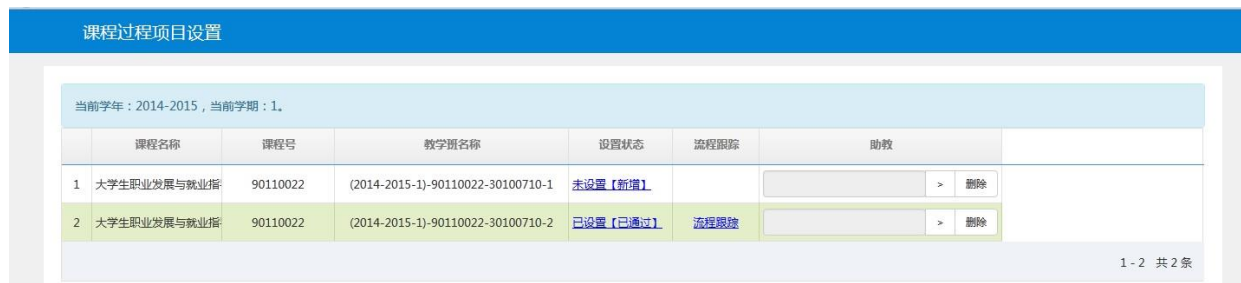 课程过程项目设置
当前学年：2014-2015，当前学期：1。
课程名称 课程号 教学班名称 设置状态 流程跟踪 助教
1 大学生职业发展与就业指 90110022 (2014-2015-1)-90110022-30100710-1 未设置【新增】 > 删除
2 大学生职业发展与就业指 90110022 (2014-2015-1)-90110022-30100710-2 已设置【已通过】 流程跟踪 > 删除
1 - 2 共 2 条